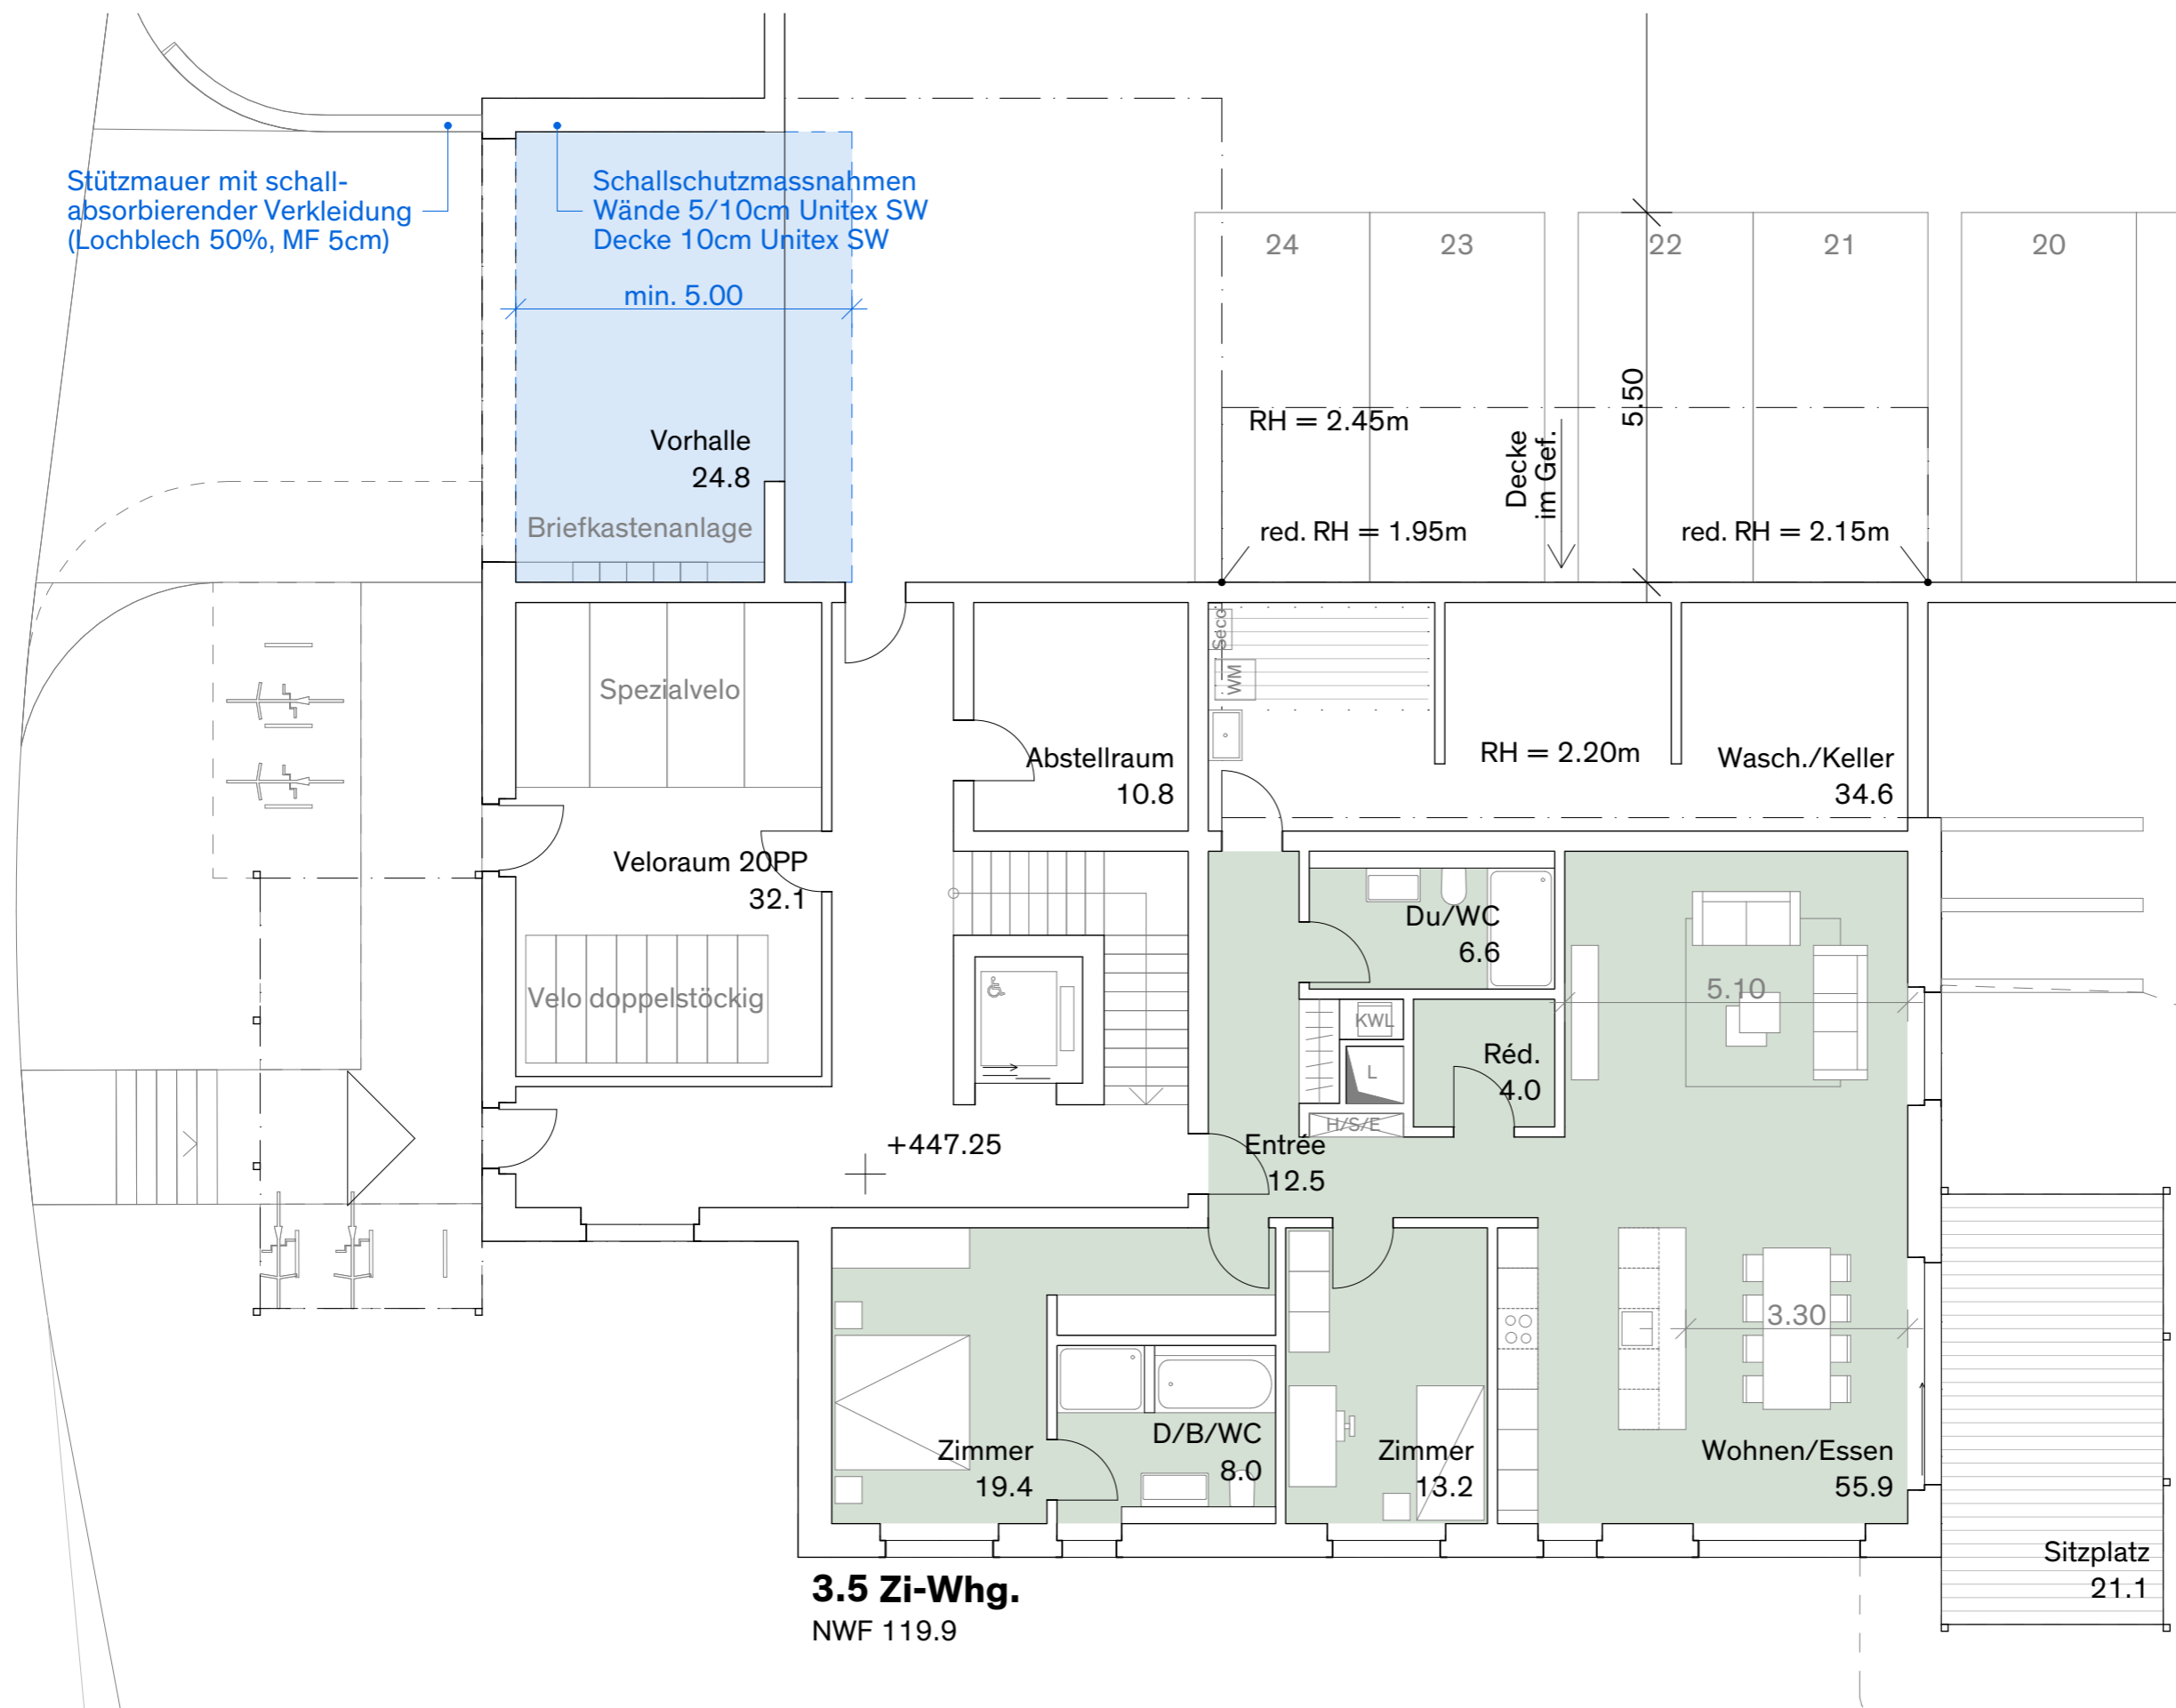 Stützmauer mit schall-
absorbierender Verkleidung
(Lochblech 50%, MF 5cm)
Schallschutzmassnahmen
Wände 5/10cm Unitex SW
Decke 10cm Unitex SW
min. 5.00
24
23
22
21
20
5.50
RH = 2.45m
Decke
im Gef.
Vorhalle
24.8
Briefkastenanlage
red. RH = 1.95m
red. RH = 2.15m
Spezialvelo
Seco
WM
Abstellraum
10.8
RH = 2.20m
Wasch./Keller
34.6
Veloraum 20PP
32.1
Du/WC
6.6
Velo doppelstöckig
5.10
KWL
L
Réd.
4.0
H/S/E
+447.25
Entrée
12.5
3.30
Zimmer
19.4
D/B/WC
8.0
Zimmer
13.2
Wohnen/Essen
55.9
Sitzplatz
21.1
3.5 Zi-Whg.
NWF 119.9